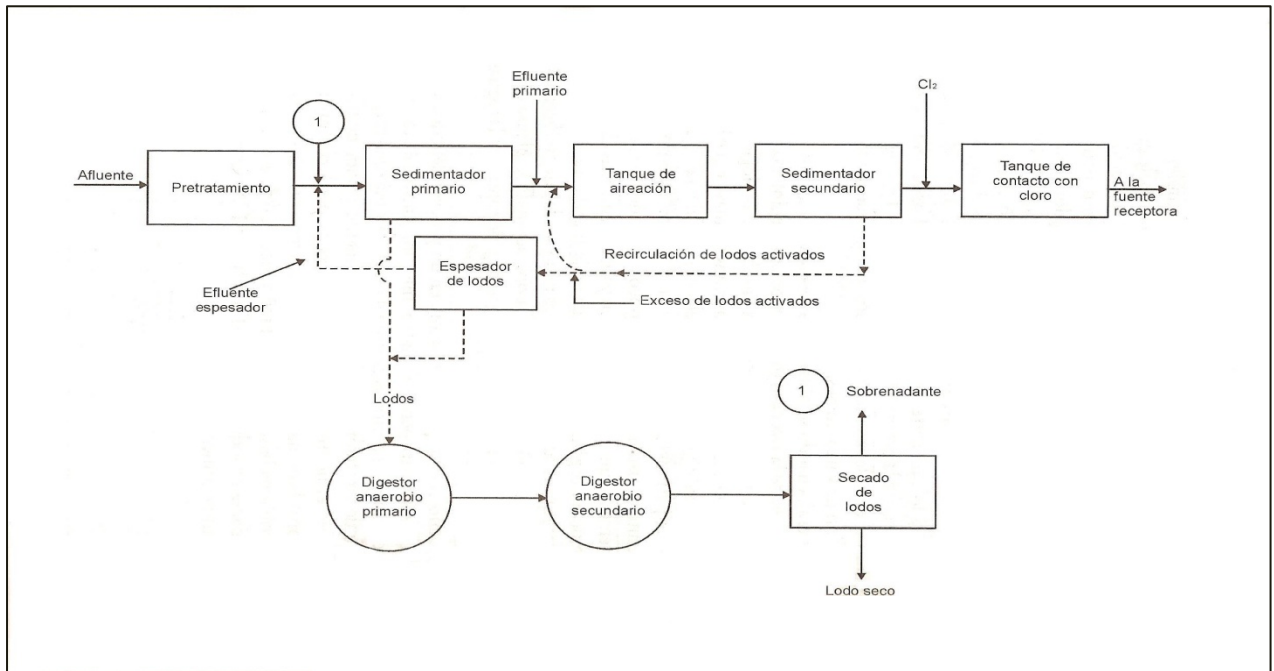 Efluente
primario
Cl₂
1
Afluente
Pretratamiento
Sedimentador
primario
Tanque de
aireación
Sedimentador
secundario
Tanque de
contacto con
cloro
A la
fuente
receptora
Efluente
espesador
Espesador
de lodos
Recirculación de lodos activados
Exceso de lodos activados
Lodos
1
Sobrenadante
Digestor
anaerobio
primario
Digestor
anaerobio
secundario
Secado
de
lodos
Lodo seco